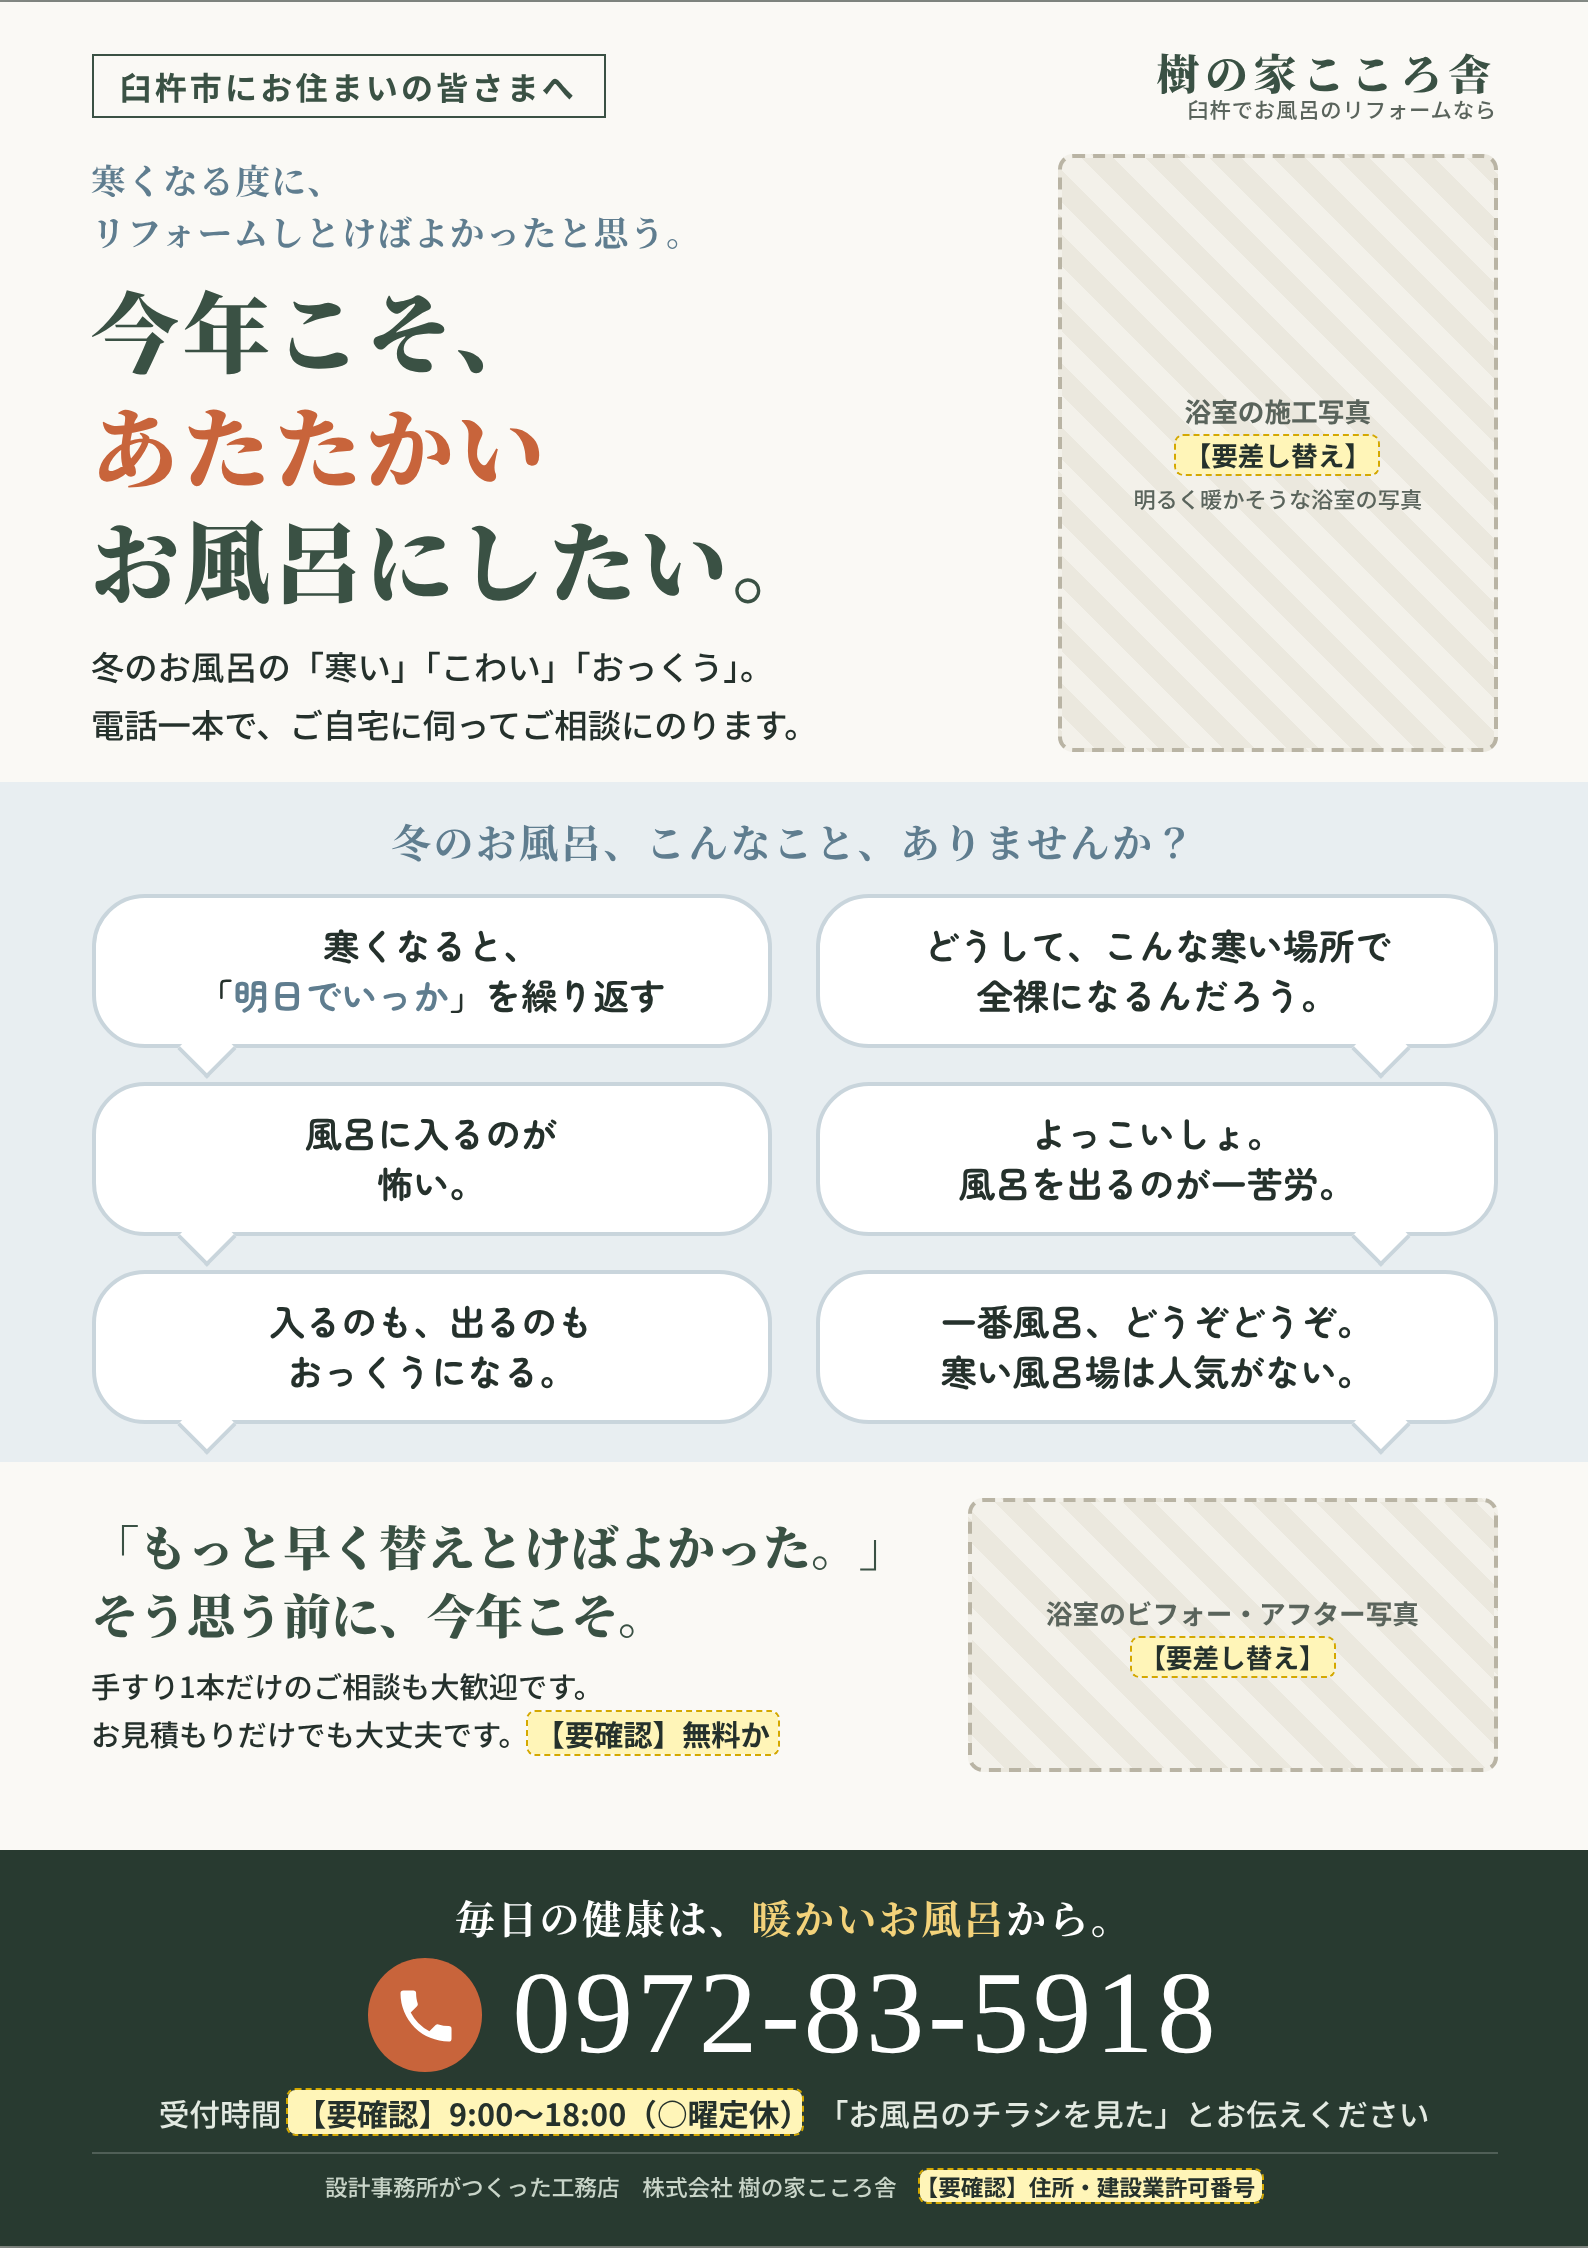 臼杵市にお住まいの皆さまへ
樹の家こころ舎
臼杵でお風呂のリフォームなら
寒くなる度に、
リフォームしとけばよかったと思う。
今年こそ、
あたたかい
お風呂にしたい。
冬のお風呂の「寒い」「こわい」「おっくう」。
電話一本で、ご自宅に伺ってご相談にのります。
浴室の施工写真
【要差し替え】
明るく暖かそうな浴室の写真
冬のお風呂、こんなこと、ありませんか？
寒くなると、
「明日でいっか」を繰り返す
どうして、こんな寒い場所で
全裸になるんだろう。
風呂に入るのが
怖い。
よっこいしょ。
風呂を出るのが一苦労。
入るのも、出るのも
おっくうになる。
一番風呂、どうぞどうぞ。
寒い風呂場は人気がない。
「もっと早く替えとけばよかった。」
そう思う前に、今年こそ。
手すり1本だけのご相談も大歓迎です。
お見積もりだけでも大丈夫です。【要確認】無料か
浴室のビフォー・アフター写真
【要差し替え】
毎日の健康は、暖かいお風呂から。
0972-83-5918
受付時間【要確認】9:00〜18:00（〇曜定休）「お風呂のチラシを見た」とお伝えください
設計事務所がつくった工務店　株式会社 樹の家こころ舎　【要確認】住所・建設業許可番号